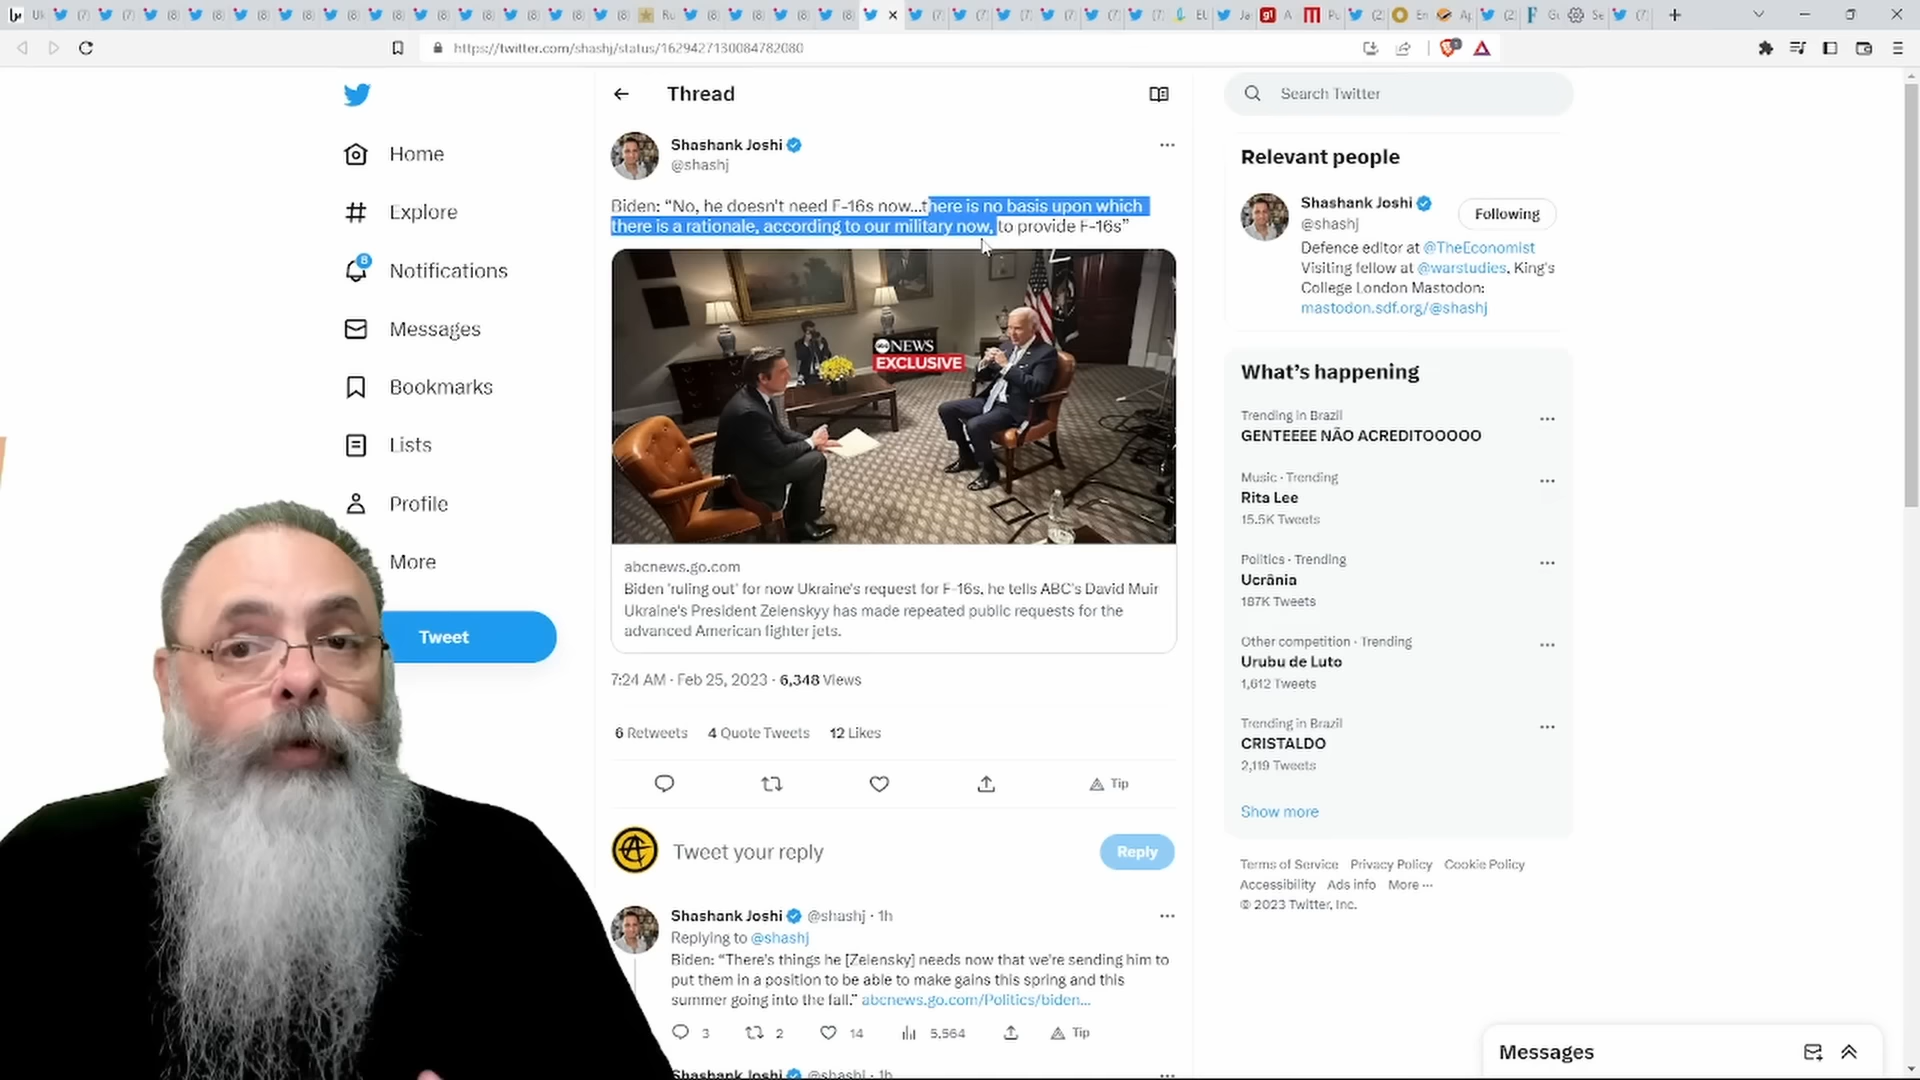 https://twitter.com/shashj/status/1629427130084782080
Home
Explore
8
Notifications
Messages
Bookmarks
Lists
Profile
More
Tweet
Thread
Shashank Joshi
@shashj
Biden: “No, he doesn't need F-16s now...there is no basis upon which
there is a rationale, according to our military now, to provide F-16s”
abc NEWS
EXCLUSIVE
abcnews.go.com
Biden 'ruling out' for now Ukraine's request for F-16s, he tells ABC's David Muir
Ukraine's President Zelenskyy has made repeated public requests for the
advanced American fighter jets.
7:24 AM · Feb 25, 2023 · 6,348 Views
6 Retweets 4 Quote Tweets 12 Likes
Tip
Tweet your reply
Reply
Shashank Joshi @shashj · 1h
Replying to @shashj
Biden: “There's things he [Zelensky] needs now that we're sending him to
put them in a position to be able to make gains this spring and this
summer going into the fall.” abcnews.go.com/Politics/biden...
3 2 14 5,564 Tip
Shashank Joshi @shashj · 1h
Search Twitter
Relevant people
Shashank Joshi
@shashj
Following
Defence editor at @TheEconomist
Visiting fellow at @warstudies, King's
College London Mastodon:
mastodon.sdf.org/@shashj
What's happening
Trending in Brazil
GENTEEEE NÃO ACREDITOOOOO
Music · Trending
Rita Lee
15.5K Tweets
Politics · Trending
Ucrânia
187K Tweets
Other competition · Trending
Urubu de Luto
1,612 Tweets
Trending in Brazil
CRISTALDO
2,119 Tweets
Show more
Terms of Service Privacy Policy Cookie Policy
Accessibility Ads info More ···
© 2023 Twitter, Inc.
Messages